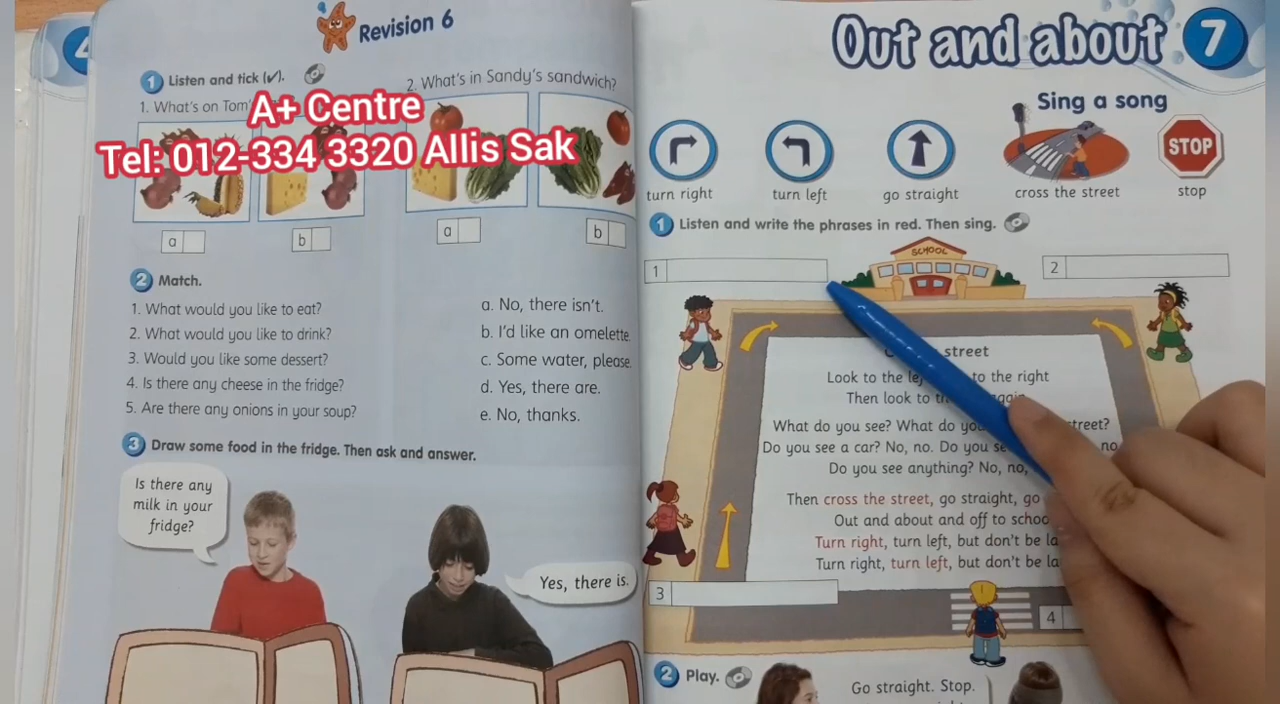 4
Revision 6
1 Listen and tick (✔).
1. What's on Tom'
2. What's in Sandy's sandwich?
A+ Centre
Tel: 012-334 3320 Allis Sak
a
b
a
b
2 Match.
1. What would you like to eat?
2. What would you like to drink?
3. Would you like some dessert?
4. Is there any cheese in the fridge?
5. Are there any onions in your soup?
a. No, there isn't.
b. I'd like an omelette.
c. Some water, please.
d. Yes, there are.
e. No, thanks.
3 Draw some food in the fridge. Then ask and answer.
Is there any
milk in your
fridge?
Yes, there is.
Out and about 7
Sing a song
STOP
turn right
turn left
go straight
cross the street
stop
1 Listen and write the phrases in red. Then sing.
1
SCHOOL
2
street
Look to the to the right
Then look to
What do you see? What do street?
Do you see a car? No, no. Do you no
Do you see anything? No, no,
Then cross the street, go straight, go
Out and about and off to
Turn right, turn left, but don't be
Turn right, turn left, but don't be
3
4
2 Play.
Go straight. Stop.